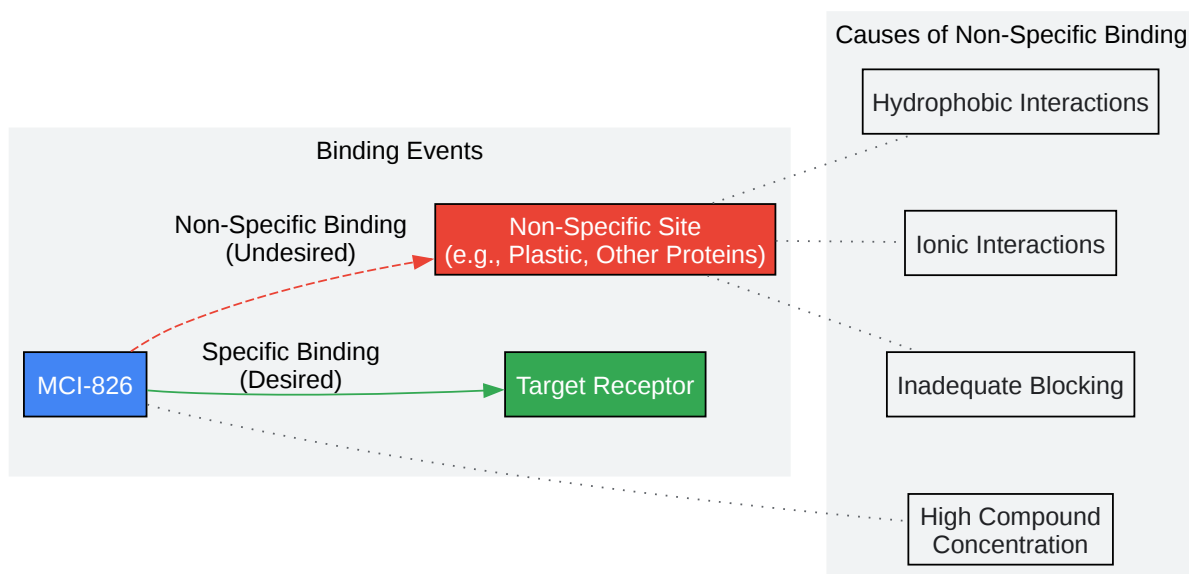 Causes of Non-Specific Binding
Hydrophobic Interactions
Binding Events
Non-Specific Binding
(Undesired)
Non-Specific Site
(e.g., Plastic, Other Proteins)
Ionic Interactions
Specific Binding
(Desired)
MCI-826
Target Receptor
Inadequate Blocking
High Compound
Concentration